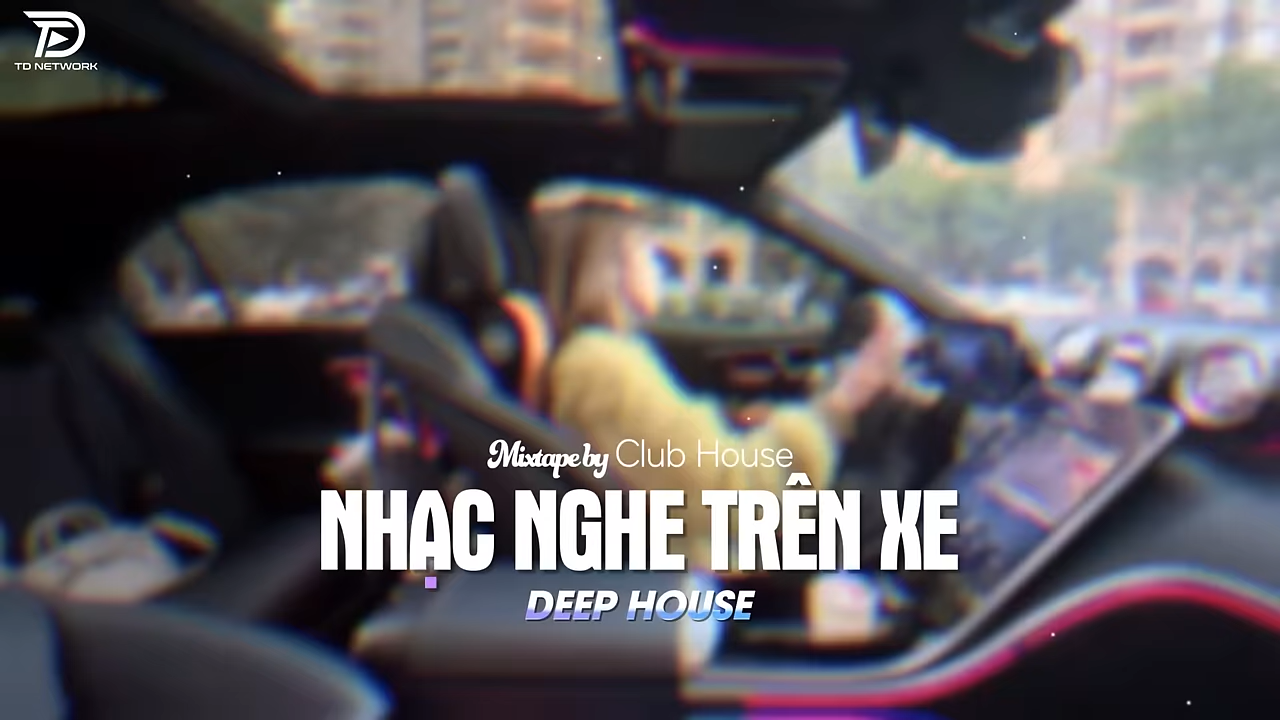 TD NETWORK
Mixtape by Club House
NHẠC NGHE TRÊN XE
DEEP HOUSE